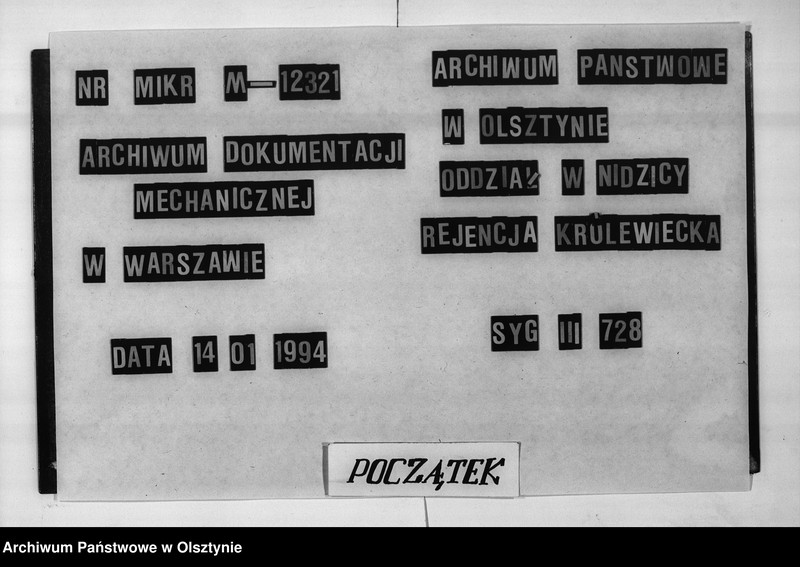 NR MIKR M—12321
ARCHIWUM DOKUMENTACJI
MECHANICZNEJ
W WARSZAWIE
DATA 14 01 1994
ARCHIWUM PANSTWOWE
W OLSZTYNIE
ODDZIAŁ W NIDZICY
REJENCJA KRÓLEWIECKA
SYG III 728
POCZĄTEK
Archiwum Państwowe w Olsztynie